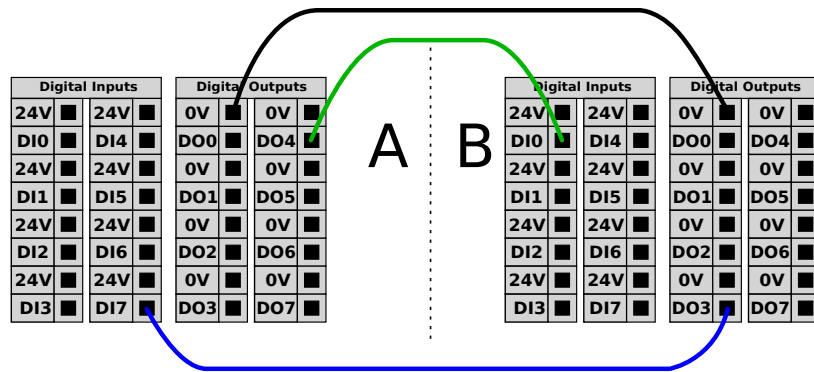 Digital Inputs Digital Outputs Digital Inputs Digital Outputs
24V 24V 0V 0V 24V 24V 0V 0V
DI0 DI4 DO0 DO4 A B DI0 DI4 DO0 DO4
24V 24V 0V 0V 24V 24V 0V 0V
DI1 DI5 DO1 DO5 DI1 DI5 DO1 DO5
24V 24V 0V 0V 24V 24V 0V 0V
DI2 DI6 DO2 DO6 DI2 DI6 DO2 DO6
24V 24V 0V 0V 24V 24V 0V 0V
DI3 DI7 DO3 DO7 DI3 DI7 DO3 DO7